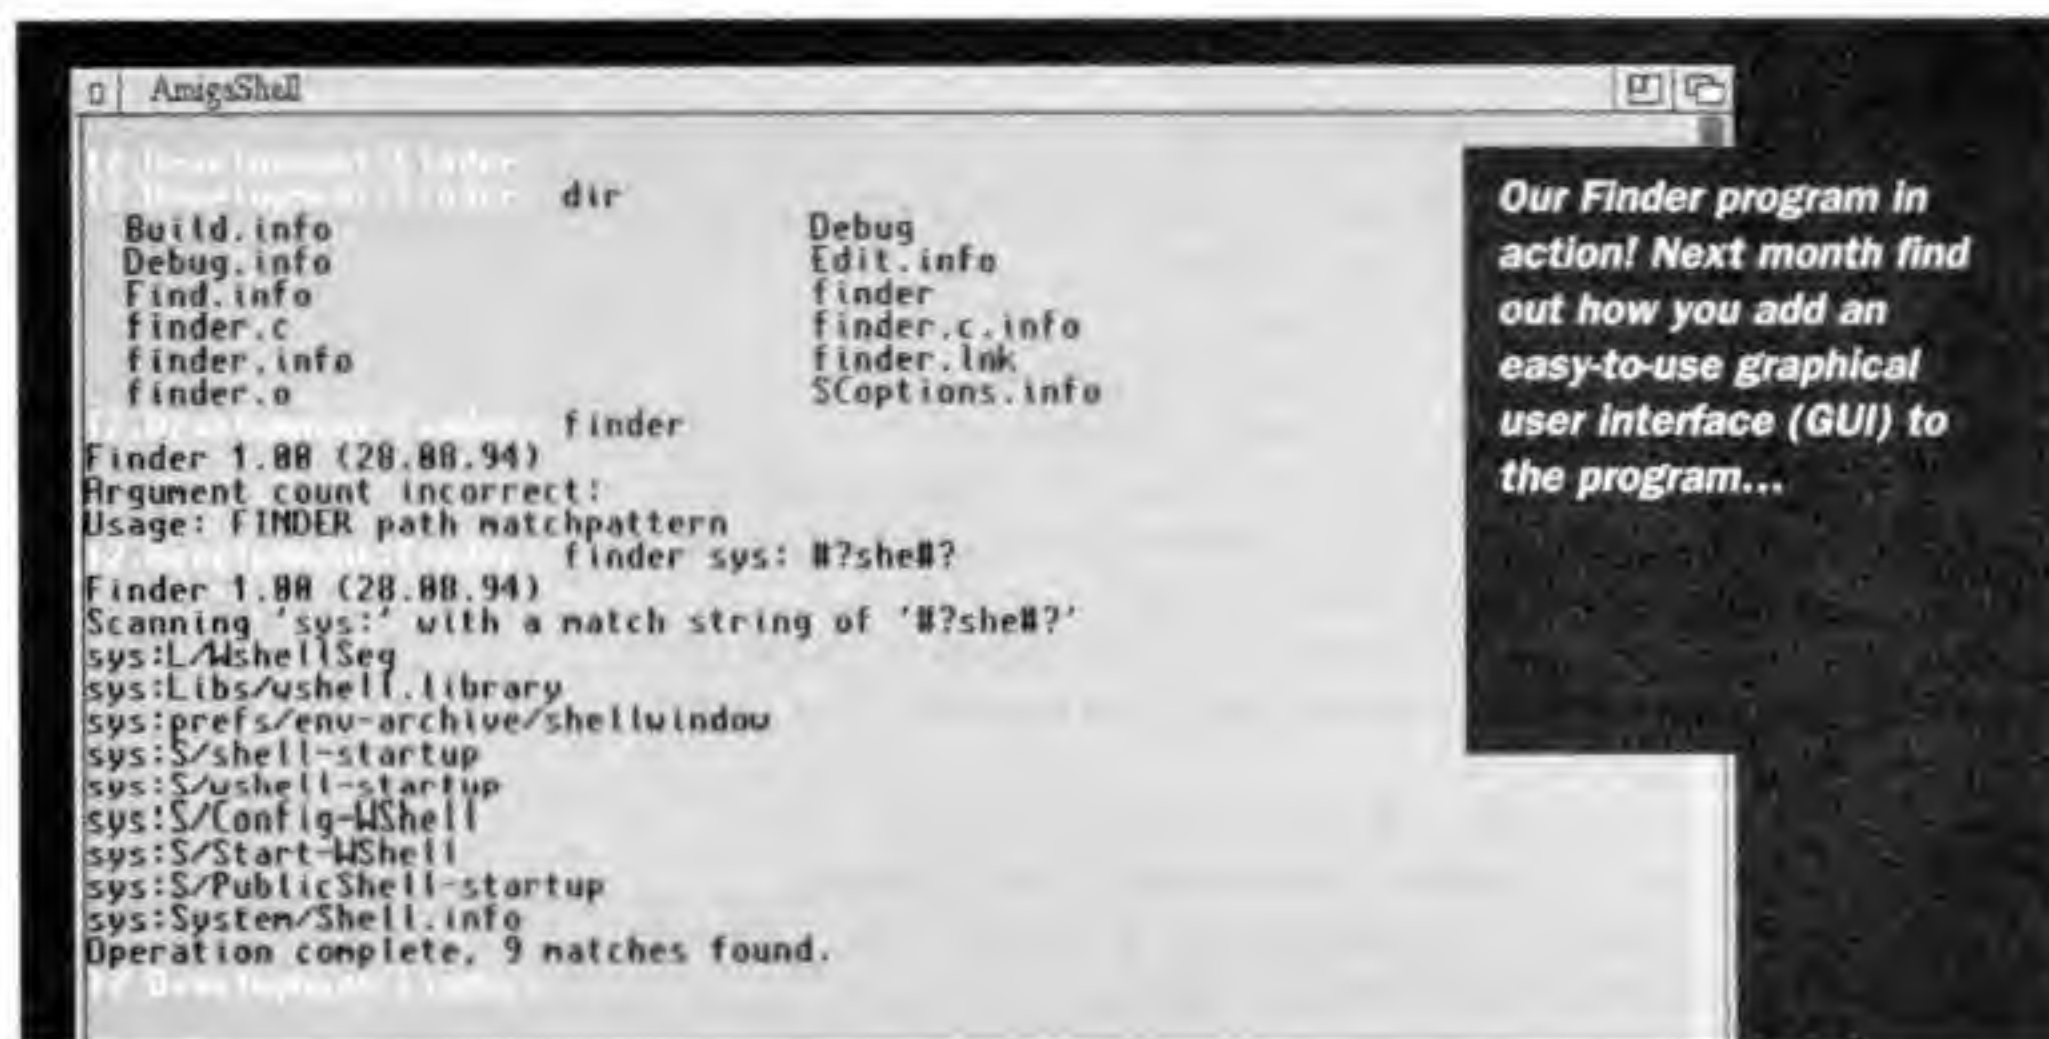 AmigaShell
dir
Build.info Debug
Debug.info Edit.info
Find.info finder
finder.c finder.c.info
finder.info finder.lnk
finder.o SCoptions.info
finder
Finder 1.00 (28.08.94)
Argument count incorrect!
Usage: FINDER path matchpattern
finder sys: #?she#?
Finder 1.00 (28.08.94)
Scanning 'sys:' with a match string of '#?she#?'
sys:L/WshellSeg
sys:Libs/wshell.library
sys:prefs/env-archive/shellwindow
sys:S/shell-startup
sys:S/wshell-startup
sys:S/Config-WShell
sys:S/Start-WShell
sys:S/PublicShell-startup
sys:System/Shell.info
Operation complete, 9 matches found.
Our Finder program in
action! Next month find
out how you add an
easy-to-use graphical
user interface (GUI) to
the program...